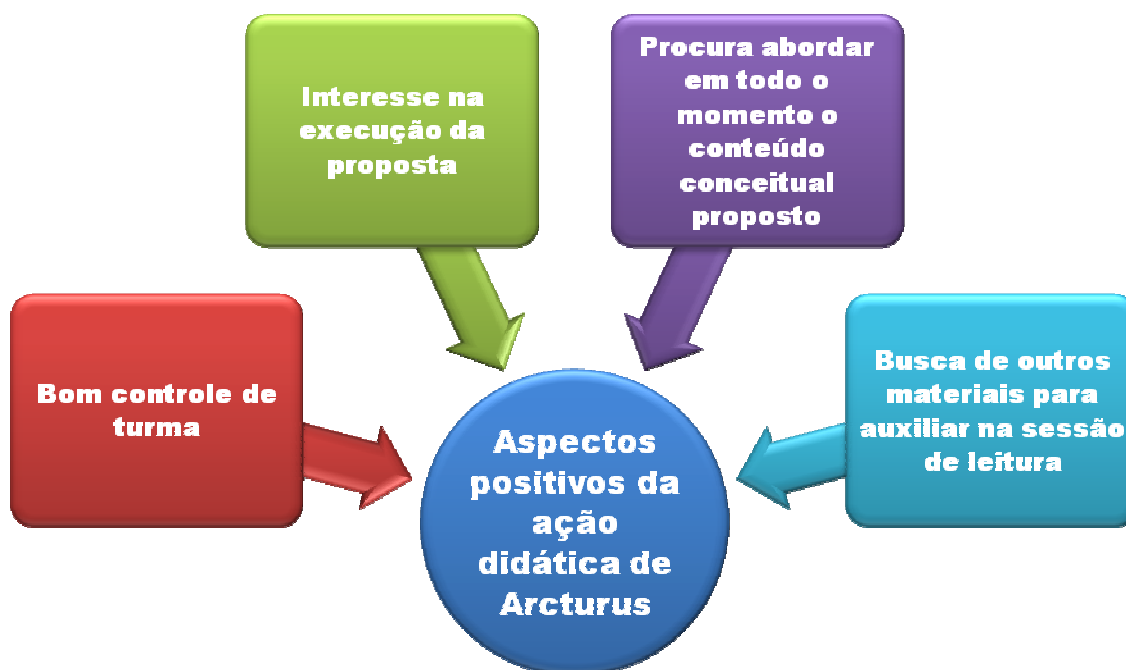 Interesse na
execução da
proposta
Procura abordar
em todo o
momento o
conteúdo
conceitual
proposto
Bom controle de
turma
Busca de outros
materiais para
auxiliar na sessão
de leitura
Aspectos
positivos da
ação
didática de
Arcturus